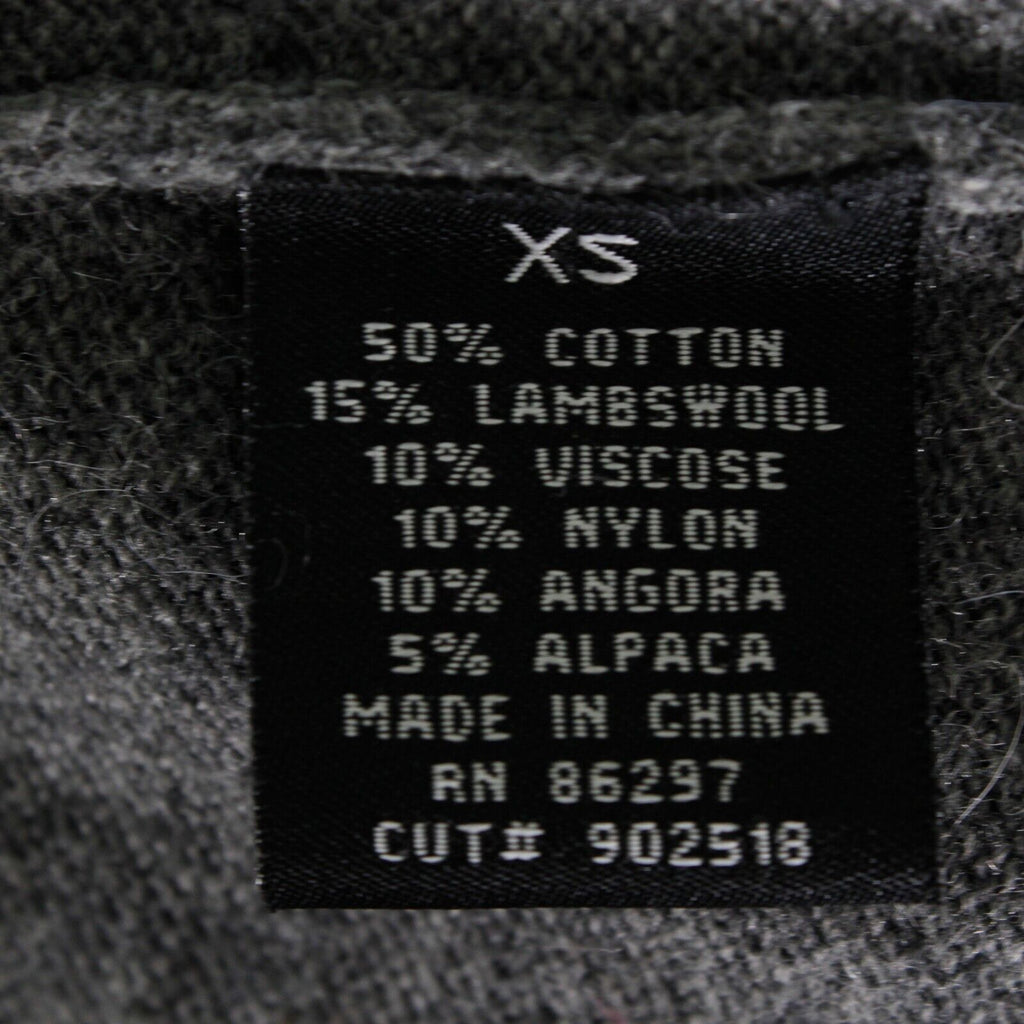 XS
50% COTTON
15% LAMBSWOOL
10% VISCOSE
10% NYLON
10% ANGORA
5% ALPACA
MADE IN CHINA
RN 86297
CUT# 902518